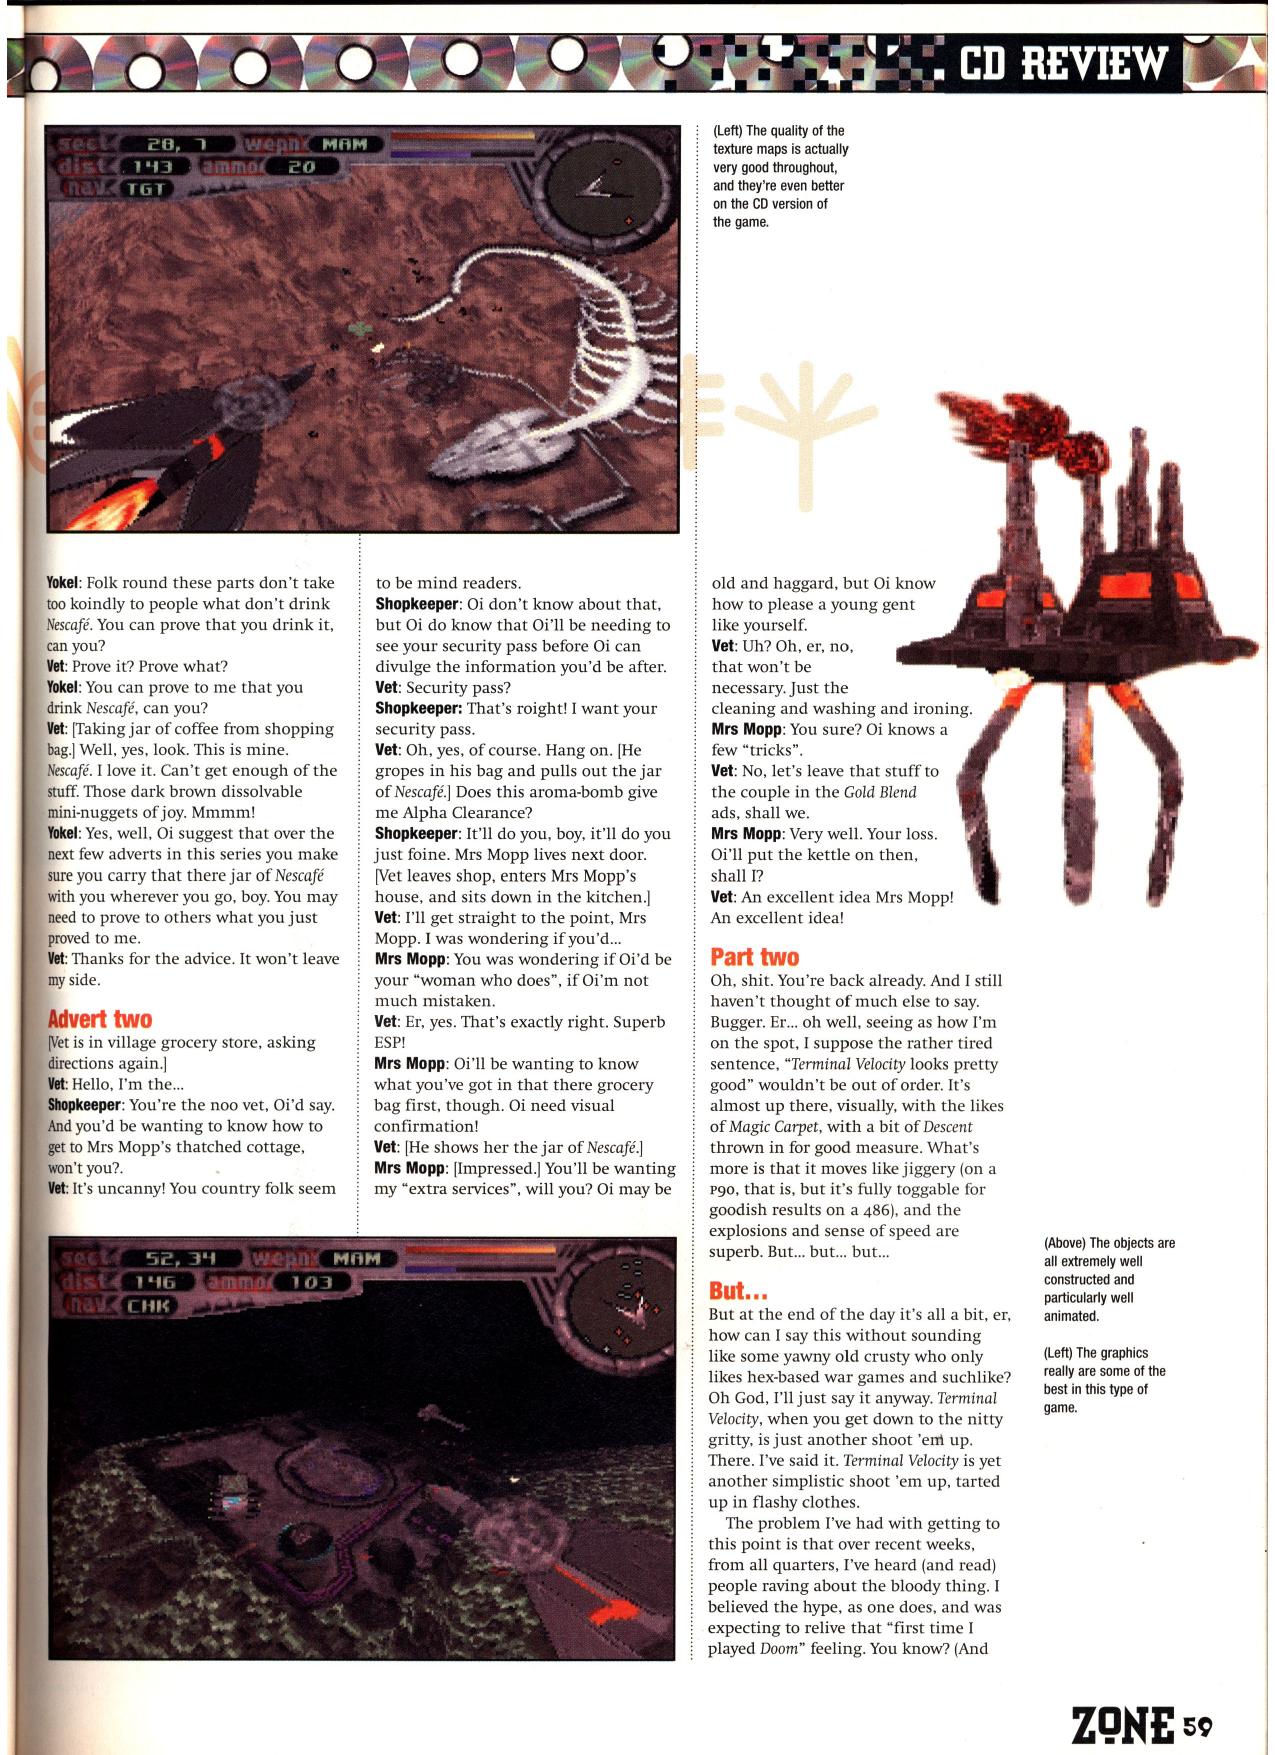 CD REVIEW
sect 28, 7 wepn MAM
dist 143 ammo 20
nav TGT
(Left) The quality of the
texture maps is actually
very good throughout,
and they're even better
on the CD version of
the game.
Yokel: Folk round these parts don't take
too koindly to people what don't drink
Nescafé. You can prove that you drink it,
can you?
Vet: Prove it? Prove what?
Yokel: You can prove to me that you
drink Nescafé, can you?
Vet: [Taking jar of coffee from shopping
bag.] Well, yes, look. This is mine.
Nescafé. I love it. Can't get enough of the
stuff. Those dark brown dissolvable
mini-nuggets of joy. Mmmm!
Yokel: Yes, well, Oi suggest that over the
next few adverts in this series you make
sure you carry that there jar of Nescafé
with you wherever you go, boy. You may
need to prove to others what you just
proved to me.
Vet: Thanks for the advice. It won't leave
my side.
Advert two
[Vet is in village grocery store, asking
directions again.]
Vet: Hello, I'm the...
Shopkeeper: You're the noo vet, Oi'd say.
And you'd be wanting to know how to
get to Mrs Mopp's thatched cottage,
won't you?.
Vet: It's uncanny! You country folk seem
to be mind readers.
Shopkeeper: Oi don't know about that,
but Oi do know that Oi'll be needing to
see your security pass before Oi can
divulge the information you'd be after.
Vet: Security pass?
Shopkeeper: That's roight! I want your
security pass.
Vet: Oh, yes, of course. Hang on. [He
gropes in his bag and pulls out the jar
of Nescafé.] Does this aroma-bomb give
me Alpha Clearance?
Shopkeeper: It'll do you, boy, it'll do you
just foine. Mrs Mopp lives next door.
[Vet leaves shop, enters Mrs Mopp's
house, and sits down in the kitchen.]
Vet: I'll get straight to the point, Mrs
Mopp. I was wondering if you'd...
Mrs Mopp: You was wondering if Oi'd be
your "woman who does", if Oi'm not
much mistaken.
Vet: Er, yes. That's exactly right. Superb
ESP!
Mrs Mopp: Oi'll be wanting to know
what you've got in that there grocery
bag first, though. Oi need visual
confirmation!
Vet: [He shows her the jar of Nescafé.]
Mrs Mopp: [Impressed.] You'll be wanting
my "extra services", will you? Oi may be
old and haggard, but Oi know
how to please a young gent
like yourself.
Vet: Uh? Oh, er, no,
that won't be
necessary. Just the
cleaning and washing and ironing.
Mrs Mopp: You sure? Oi knows a
few "tricks".
Vet: No, let's leave that stuff to
the couple in the Gold Blend
ads, shall we.
Mrs Mopp: Very well. Your loss.
Oi'll put the kettle on then,
shall I?
Vet: An excellent idea Mrs Mopp!
An excellent idea!
Part two
Oh, shit. You're back already. And I still
haven't thought of much else to say.
Bugger. Er... oh well, seeing as how I'm
on the spot, I suppose the rather tired
sentence, "Terminal Velocity looks pretty
good" wouldn't be out of order. It's
almost up there, visually, with the likes
of Magic Carpet, with a bit of Descent
thrown in for good measure. What's
more is that it moves like jiggery (on a
P90, that is, but it's fully toggable for
goodish results on a 486), and the
explosions and sense of speed are
superb. But... but... but...
But...
But at the end of the day it's all a bit, er,
how can I say this without sounding
like some yawny old crusty who only
likes hex-based war games and suchlike?
Oh God, I'll just say it anyway. Terminal
Velocity, when you get down to the nitty
gritty, is just another shoot 'em up.
There. I've said it. Terminal Velocity is yet
another simplistic shoot 'em up, tarted
up in flashy clothes.
The problem I've had with getting to
this point is that over recent weeks,
from all quarters, I've heard (and read)
people raving about the bloody thing. I
believed the hype, as one does, and was
expecting to relive that "first time I
played Doom" feeling. You know? (And
sect 52, 34 wepn MAM
dist 146 ammo 103
nav CHK
(Above) The objects are
all extremely well
constructed and
particularly well
animated.
(Left) The graphics
really are some of the
best in this type of
game.
ZONE 59